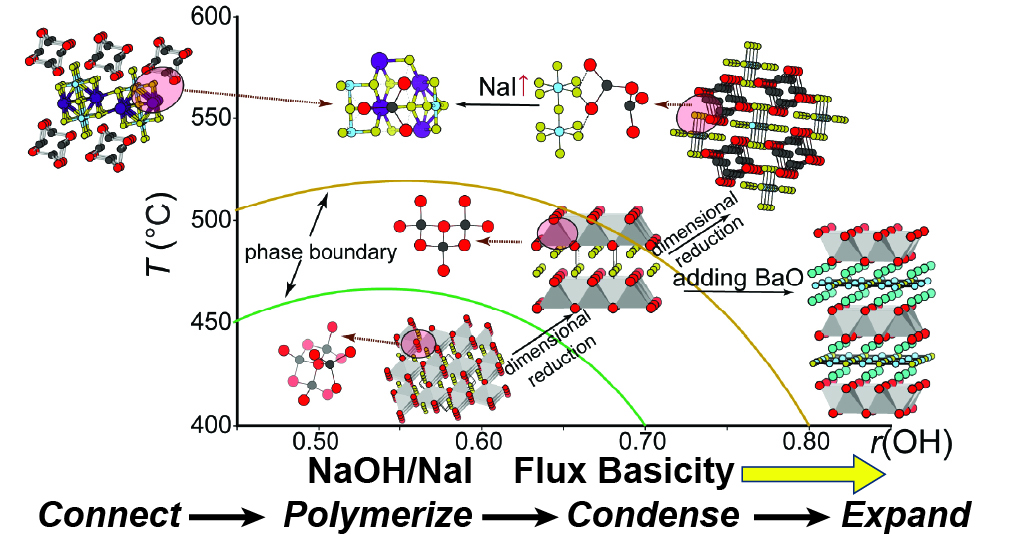 600
550
500
450
400
T (°C)
NaI↑
phase boundary
dimensional
reduction
adding BaO
dimensional
reduction
0.50
0.60
0.70
0.80
r(OH)
NaOH/NaI Flux Basicity
Connect → Polymerize → Condense → Expand